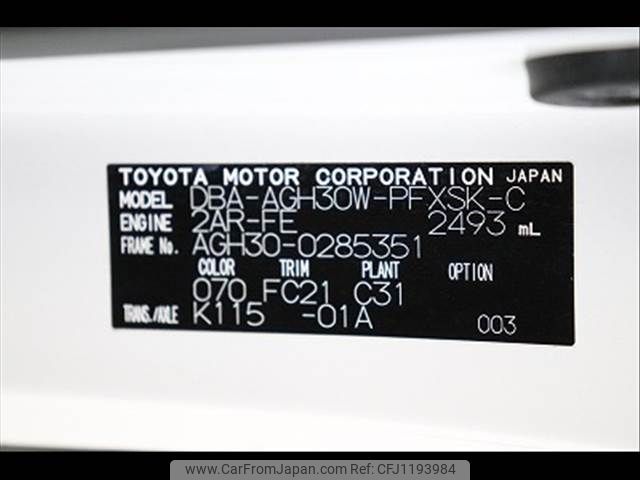 TOYOTA MOTOR CORPORATION JAPAN
MODEL DBA-AGH30W-PFXSK-C
ENGINE 2AR-FE 2493 mL
FRAME No. AGH30-0285351
COLOR TRIM PLANT OPTION
070 FC21 C31
TRANS./AXLE K115 -01A 003
www.CarFromJapan.com | ID: CFJ1193984